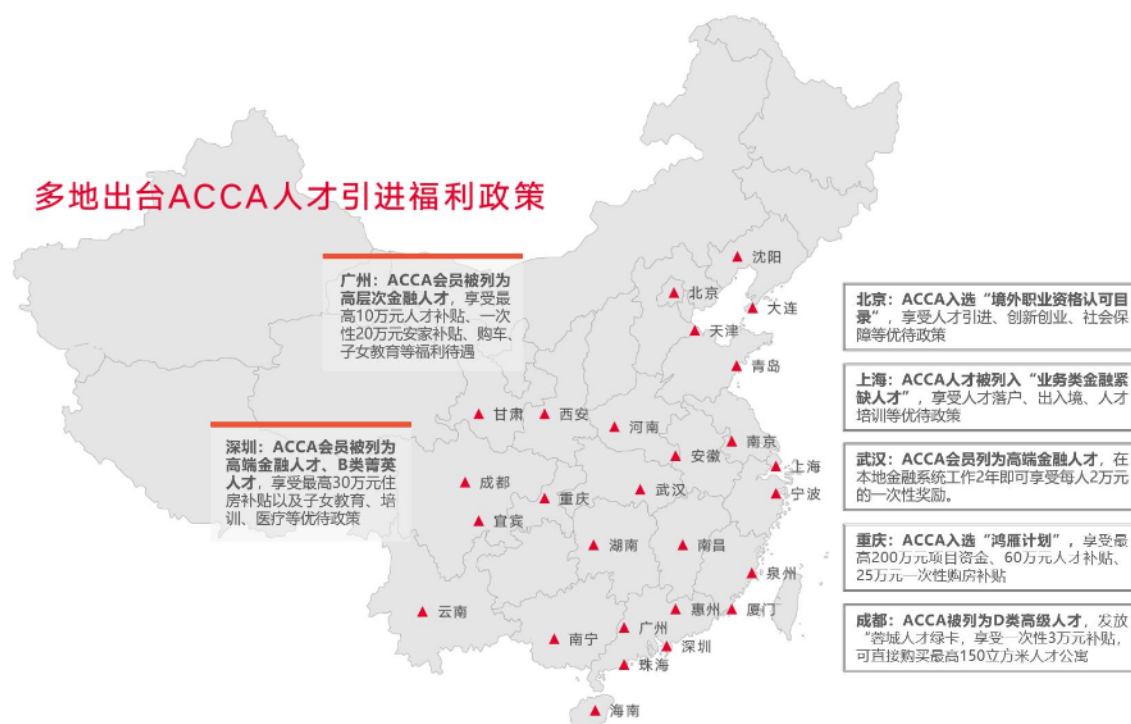 多地出台ACCA人才引进福利政策
广州：ACCA会员被列为
高层次金融人才，享受最
高10万元人才补贴、一次
性20万元安家补贴、购车、
子女教育等福利待遇
深圳：ACCA会员被列为
高端金融人才、B类菁英
人才，享受最高30万元住
房补贴以及子女教育、培
训、医疗等优待政策
沈阳
北京
大连
天津
青岛
甘肃
西安
河南
南京
安徽
上海
成都
重庆
武汉
宁波
宜宾
湖南
南昌
泉州
云南
惠州
厦门
南宁
广州
深圳
珠海
海南
北京：ACCA入选“境外职业资格认可目
录”，享受人才引进、创新创业、社会保
障等优待政策
上海：ACCA人才被列入“业务类金融紧
缺人才”，享受人才落户、出入境、人才
培训等优待政策
武汉：ACCA会员列为高端金融人才，在
本地金融系统工作2年即可享受每人2万元
的一次性奖励。
重庆：ACCA入选“鸿雁计划”，享受最
高200万元项目资金、60万元人才补贴、
25万元一次性购房补贴
成都：ACCA被列为D类高级人才，发放
“蓉城人才绿卡，享受一次性3万元补贴，
可直接购买最高150立方米人才公寓